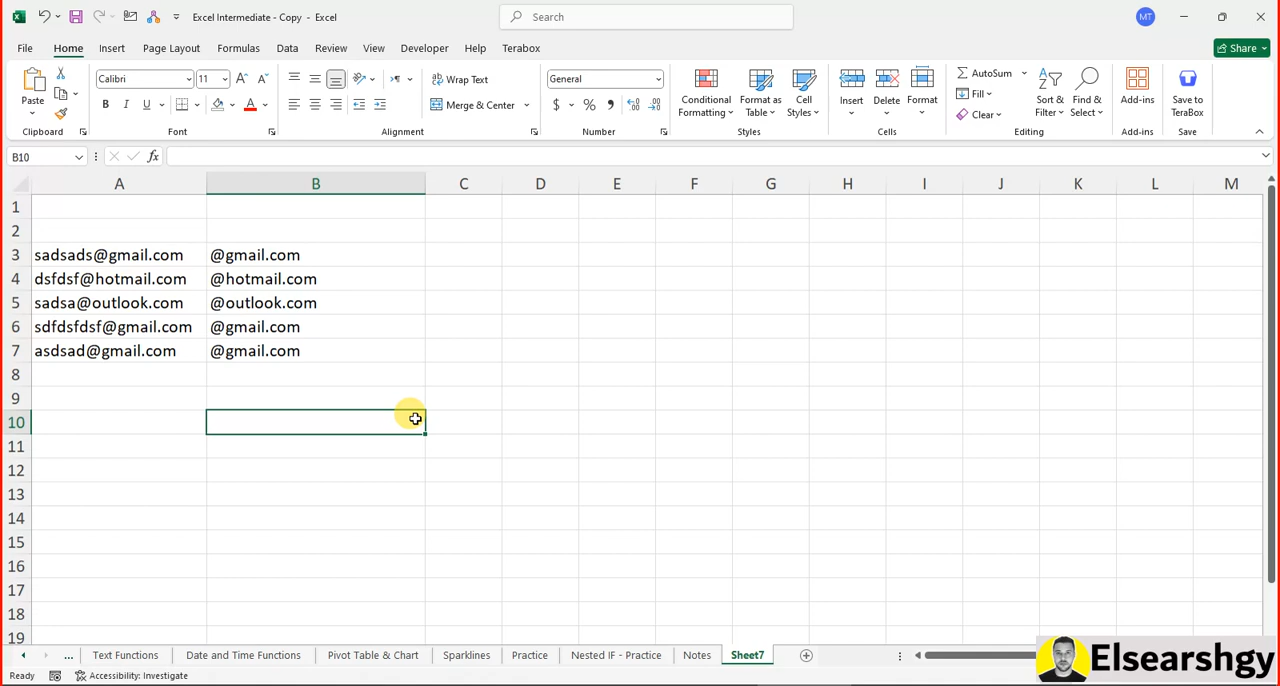 Excel Intermediate - Copy - Excel
Search
MT
File Home Insert Page Layout Formulas Data Review View Developer Help Terabox
Share
Paste
Calibri 11
General
Wrap Text
Merge & Center
Conditional Formatting
Format as Table
Cell Styles
Insert
Delete
Format
AutoSum
Fill
Clear
Sort & Filter
Find & Select
Add-ins
Save to TeraBox
Clipboard Font Alignment Number Styles Cells Editing Add-ins Save
B10 fx
A B C D E F G H I J K L M
1
2
3 sadsads@gmail.com @gmail.com
4 dsfdsf@hotmail.com @hotmail.com
5 sadsa@outlook.com @outlook.com
6 sdfdsfdsf@gmail.com @gmail.com
7 asdsad@gmail.com @gmail.com
8
9
10
11
12
13
14
15
16
17
18
19
... Text Functions Date and Time Functions Pivot Table & Chart Sparklines Practice Nested IF - Practice Notes Sheet7
Elsearshgy
Ready Accessibility: Investigate